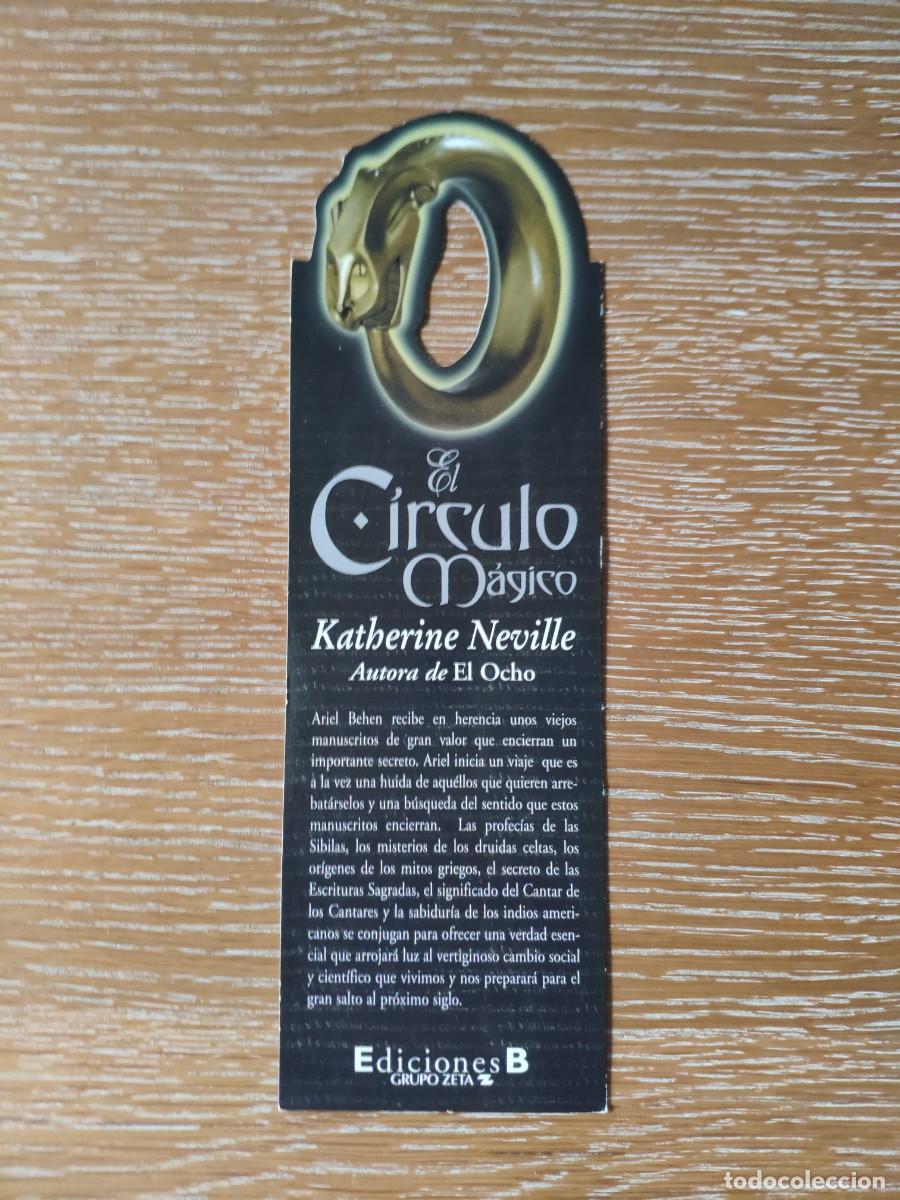 El
Círculo
Mágico
Katherine Neville
Autora de El Ocho
Ariel Behen recibe en herencia unos viejos
manuscritos de gran valor que encierran un
importante secreto. Ariel inicia un viaje que es
a la vez una huída de aquéllos que quieren arre-
batárselos y una búsqueda del sentido que estos
manuscritos encierran. Las profecías de las
Sibilas, los misterios de los druidas celtas, los
orígenes de los mitos griegos, el secreto de las
Escrituras Sagradas, el significado del Cantar de
los Cantares y la sabiduría de los indios ameri-
canos se conjugan para ofrecer una verdad esen-
cial que arrojará luz al vertiginoso cambio social
y científico que vivimos y nos preparará para el
gran salto al próximo siglo.
Ediciones B
GRUPO ZETA
todocoleccion